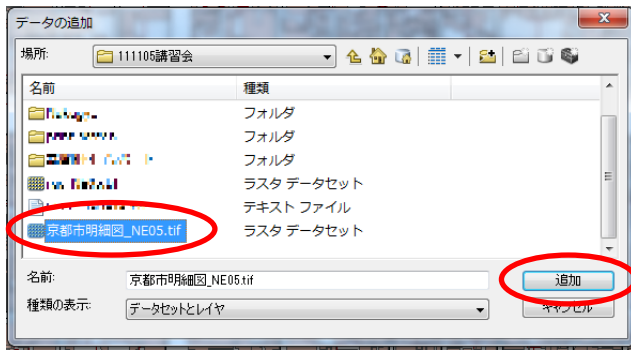 データの追加
場所: 111105講習会
名前 種類
フォルダ
フォルダ
フォルダ
ラスタ データセット
テキスト ファイル
京都市明細図_NE05.tif ラスタ データセット
名前: 京都市明細図_NE05.tif 追加
種類の表示: データセットとレイヤ キャンセル